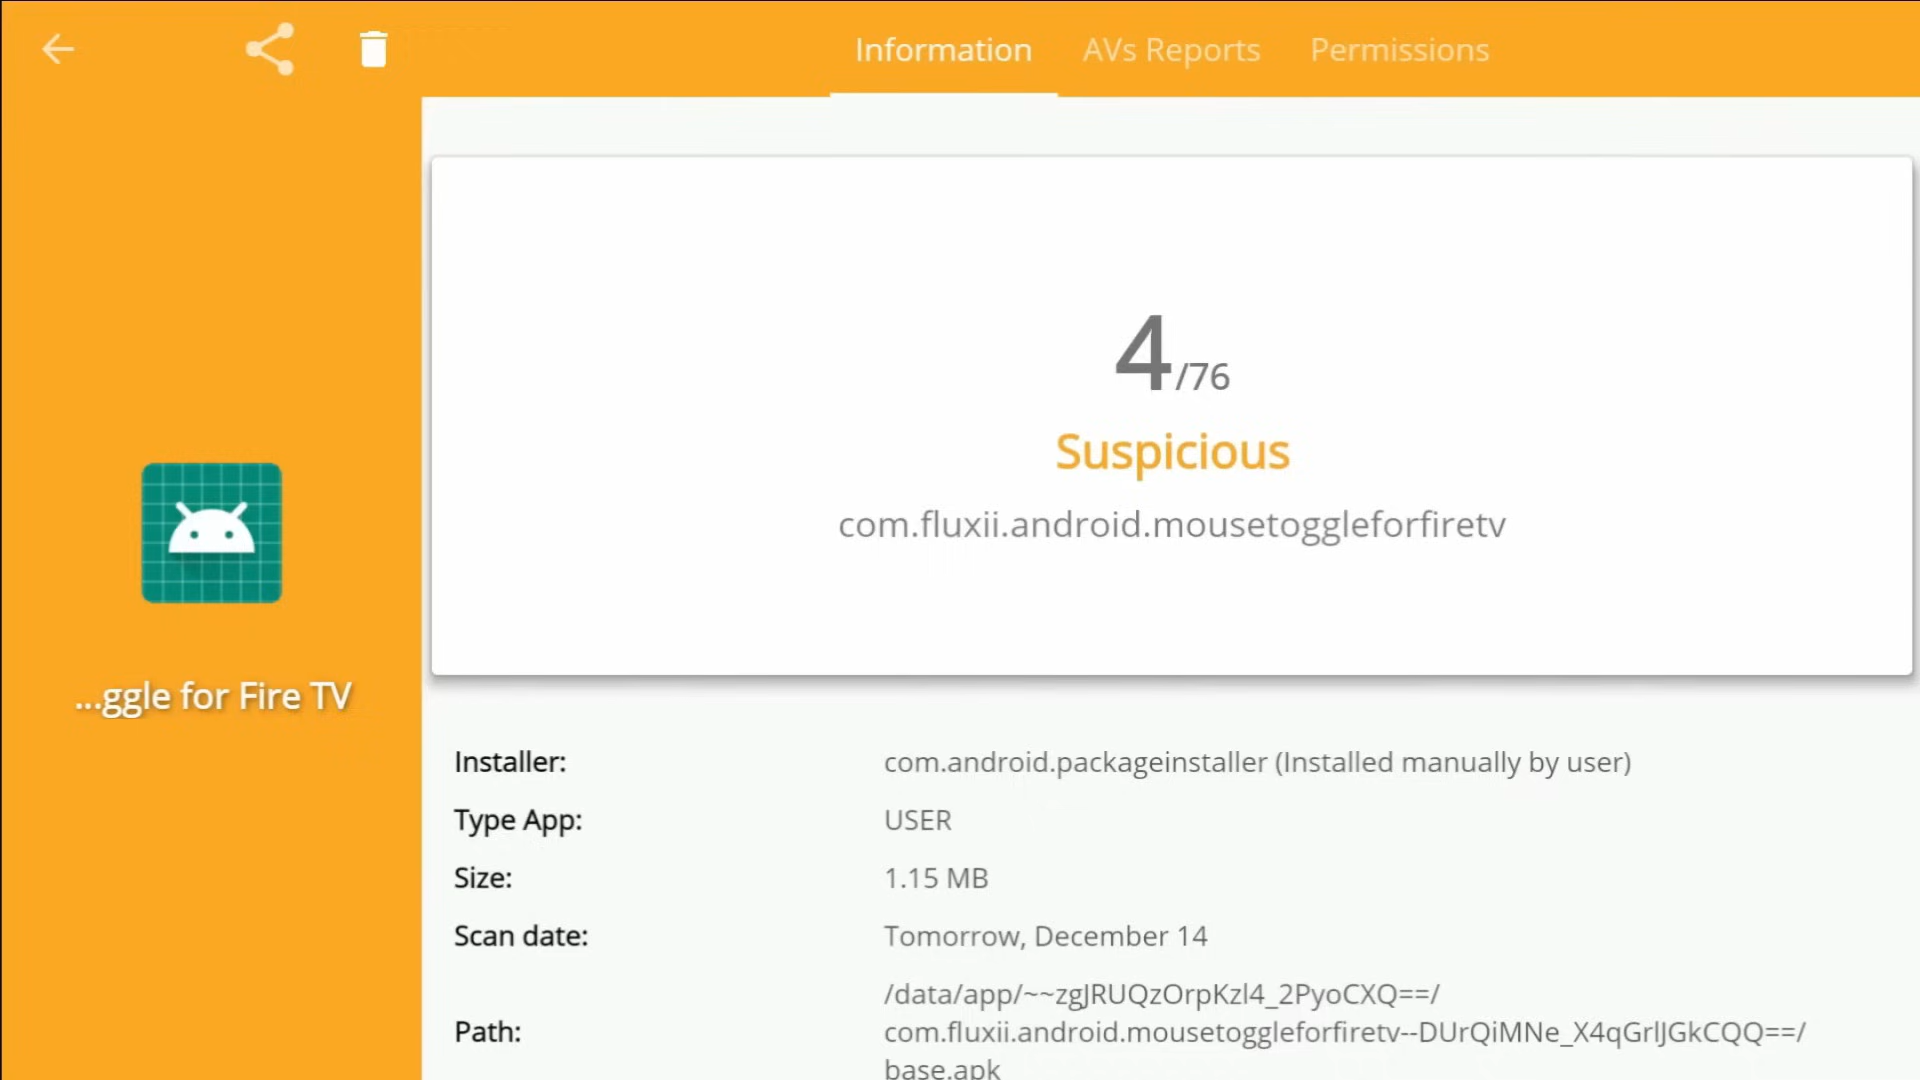 Information
AVs Reports
Permissions
4/76
Suspicious
com.fluxii.android.mousetoggleforfiretv
...ggle for Fire TV
Installer:
com.android.packageinstaller (Installed manually by user)
Type App:
USER
Size:
1.15 MB
Scan date:
Tomorrow, December 14
Path:
/data/app/~~zgJRUQzOrpKzl4_2PyoCXQ==/
com.fluxii.android.mousetoggleforfiretv--DUrQiMNe_X4qGrlJGkCQQ==/
base.apk